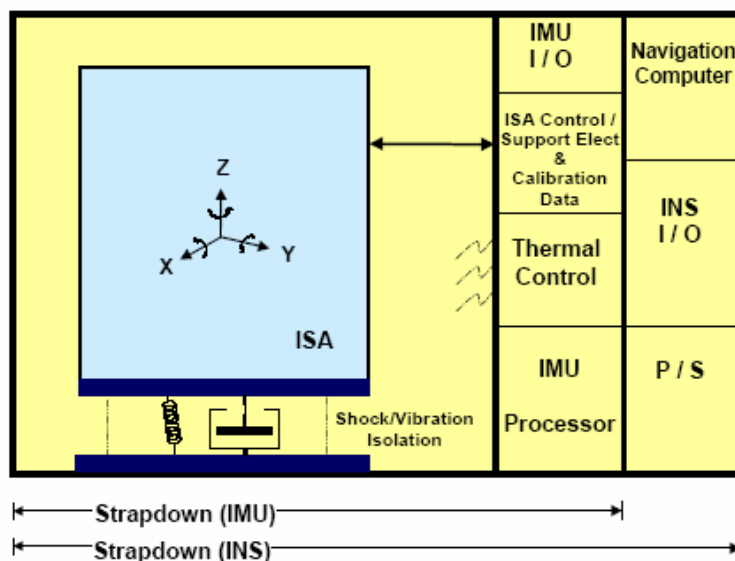 Z
X
Y
ISA
Shock/Vibration
Isolation
IMU
I / O
ISA Control /
Support Elect
&
Calibration
Data
Thermal
Control
IMU
Processor
Navigation
Computer
INS
I / O
P / S
Strapdown (IMU)
Strapdown (INS)